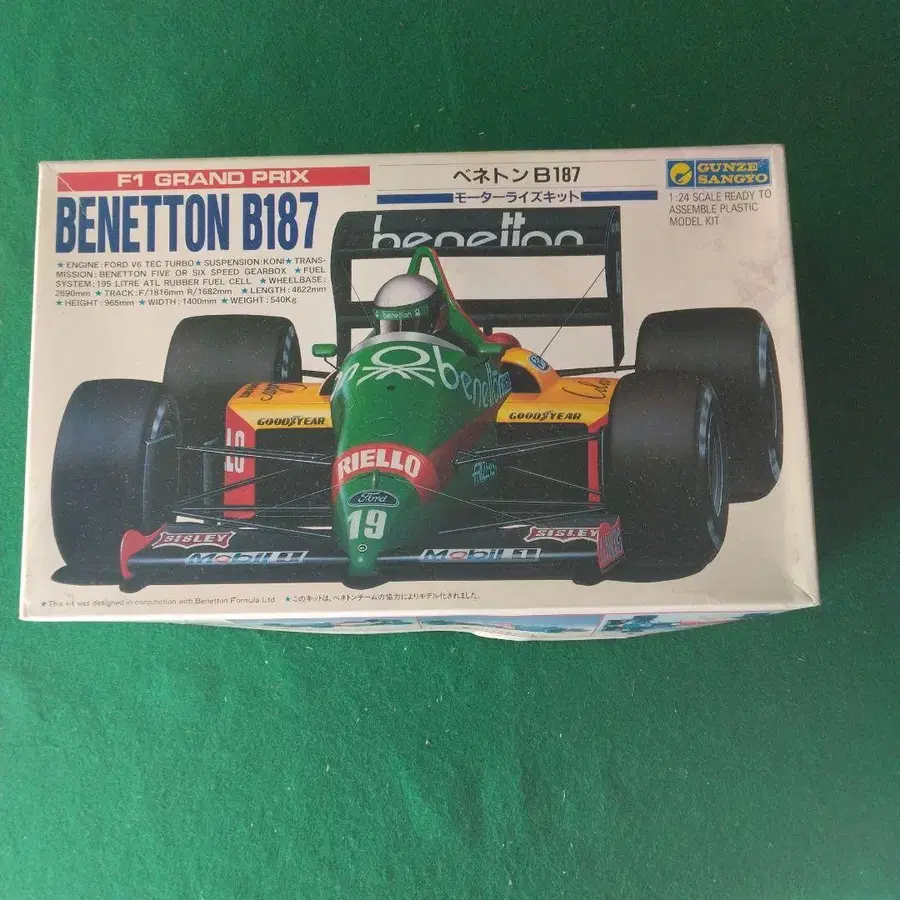 F1 GRAND PRIX
BENETTON B187
ベネトン B187
モーターライズキット
GUNZE
SANGYO
1:24 SCALE READY TO
ASSEMBLE PLASTIC
MODEL KIT
★ENGINE: FORD V6 TEC TURBO★SUSPENSION:KONI★TRANS-
MISSION: BENETTON FIVE OR SIX SPEED GEARBOX ★FUEL
SYSTEM: 195 LITRE ATL RUBBER FUEL CELL ★WHEELBASE:
2690mm ★TRACK: F/1816mm R/1682mm ★LENGTH: 4622mm
★HEIGHT: 965mm ★WIDTH: 1400mm ★WEIGHT: 540Kg
benetton
benetton
benetton
GOODYEAR
GOODYEAR
RIELLO
LO
Ford
19
SISLEY
SISLEY
Mobil 1
Mobil 1
★This kit was designed in conjunction with Benetton Formula Ltd. ★このキットは、ベネトンチームの協力によりモデル化されました。